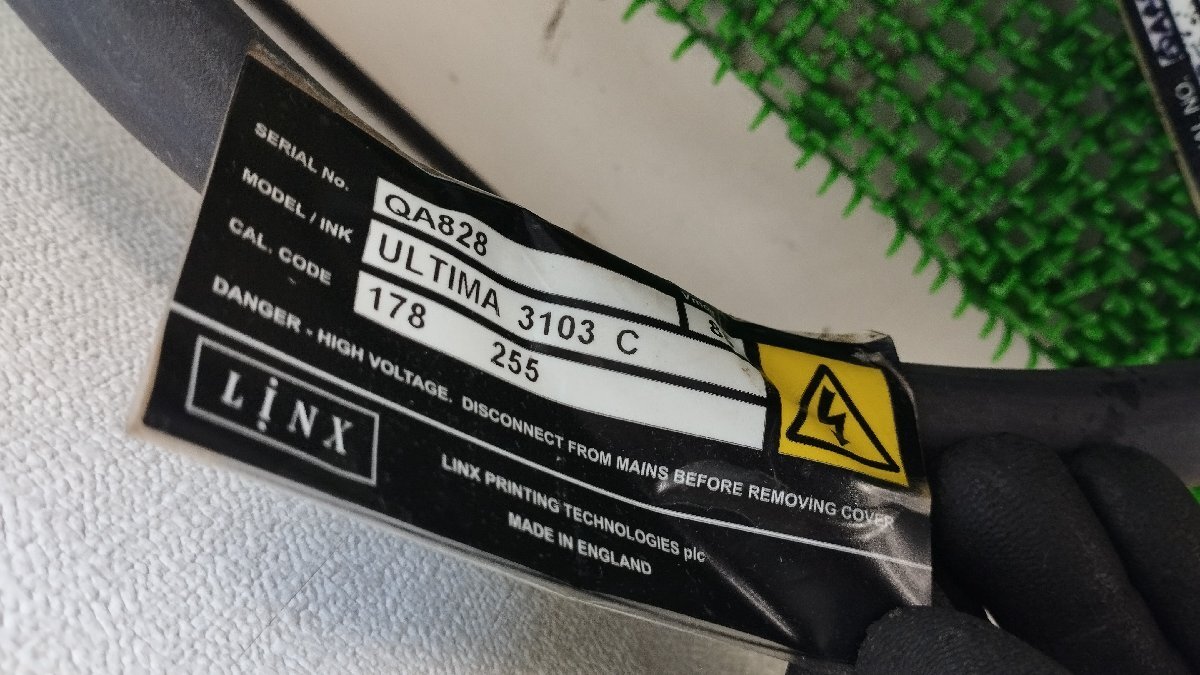 SERIAL No. QA828
MODEL / INK ULTIMA 3103 C
CAL. CODE 178 255
DANGER - HIGH VOLTAGE. DISCONNECT FROM MAINS BEFORE REMOVING COVER
LiNX
LINX PRINTING TECHNOLOGIES plc
MADE IN ENGLAND
NO.